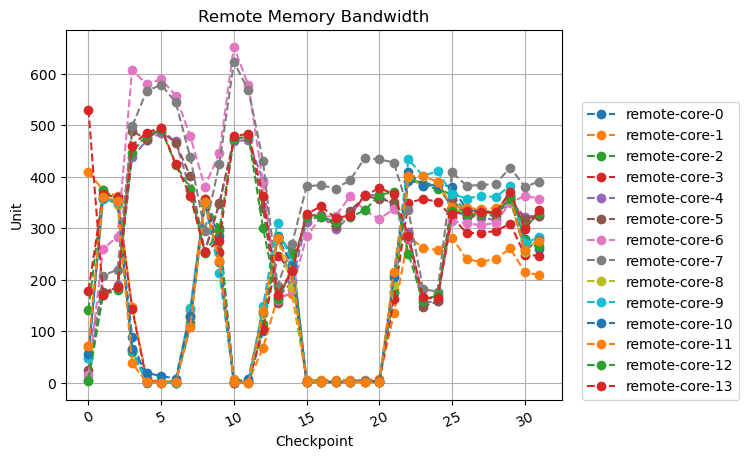 Remote Memory Bandwidth
Unit
600
500
400
300
200
100
0
0
5
10
15
20
25
30
Checkpoint
remote-core-0
remote-core-1
remote-core-2
remote-core-3
remote-core-4
remote-core-5
remote-core-6
remote-core-7
remote-core-8
remote-core-9
remote-core-10
remote-core-11
remote-core-12
remote-core-13